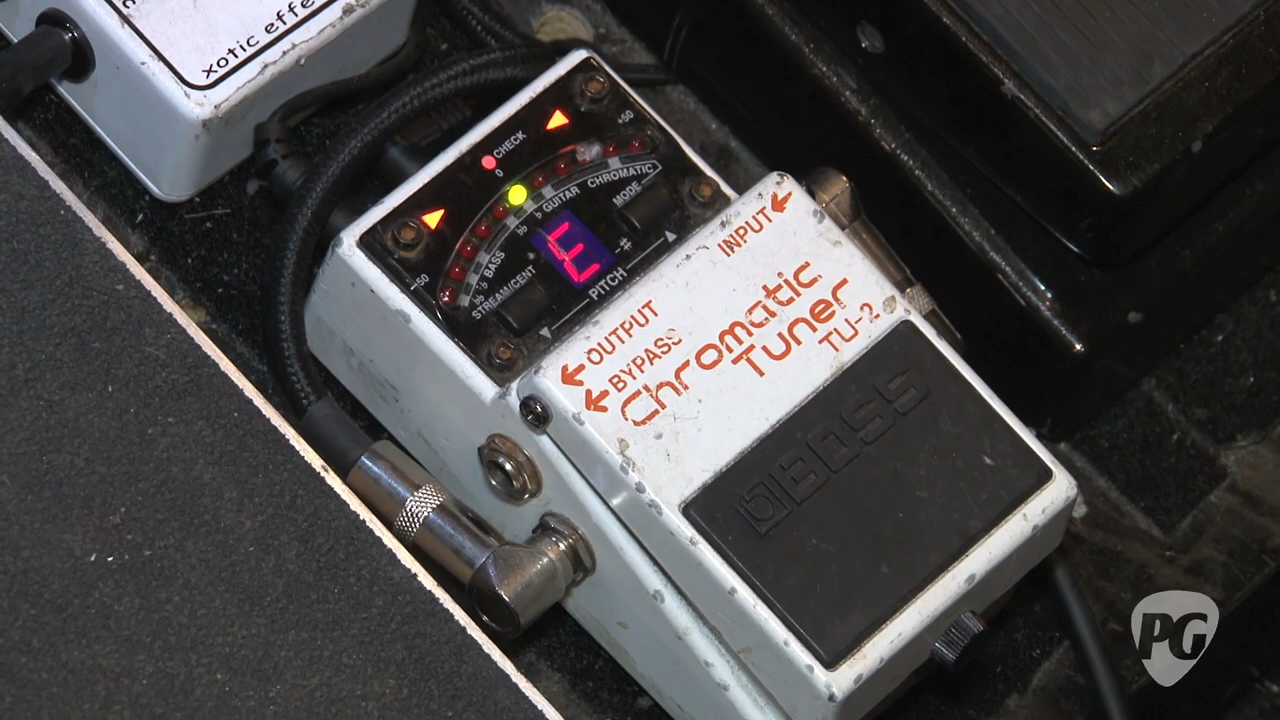 xotic effe
CHECK
+50
0
CHROMATIC
♭ GUITAR
MODE
♭♭
INPUT
BASS
E
-#
-50
♭♭ ♭
STREAM/CENT
PITCH
OUTPUT
BYPASS
Chromatic
Tuner
TU-2
BOSS
PG